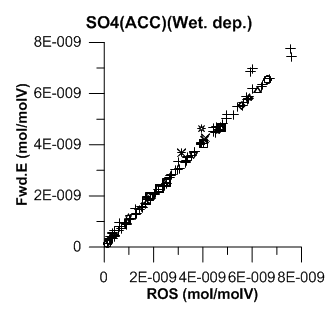 SO4(ACC)(Wet. dep.)
8E-009
6E-009
4E-009
2E-009
0
Fwd.E (mol/molV)
0 2E-009 4E-009 6E-009 8E-009
ROS (mol/molV)